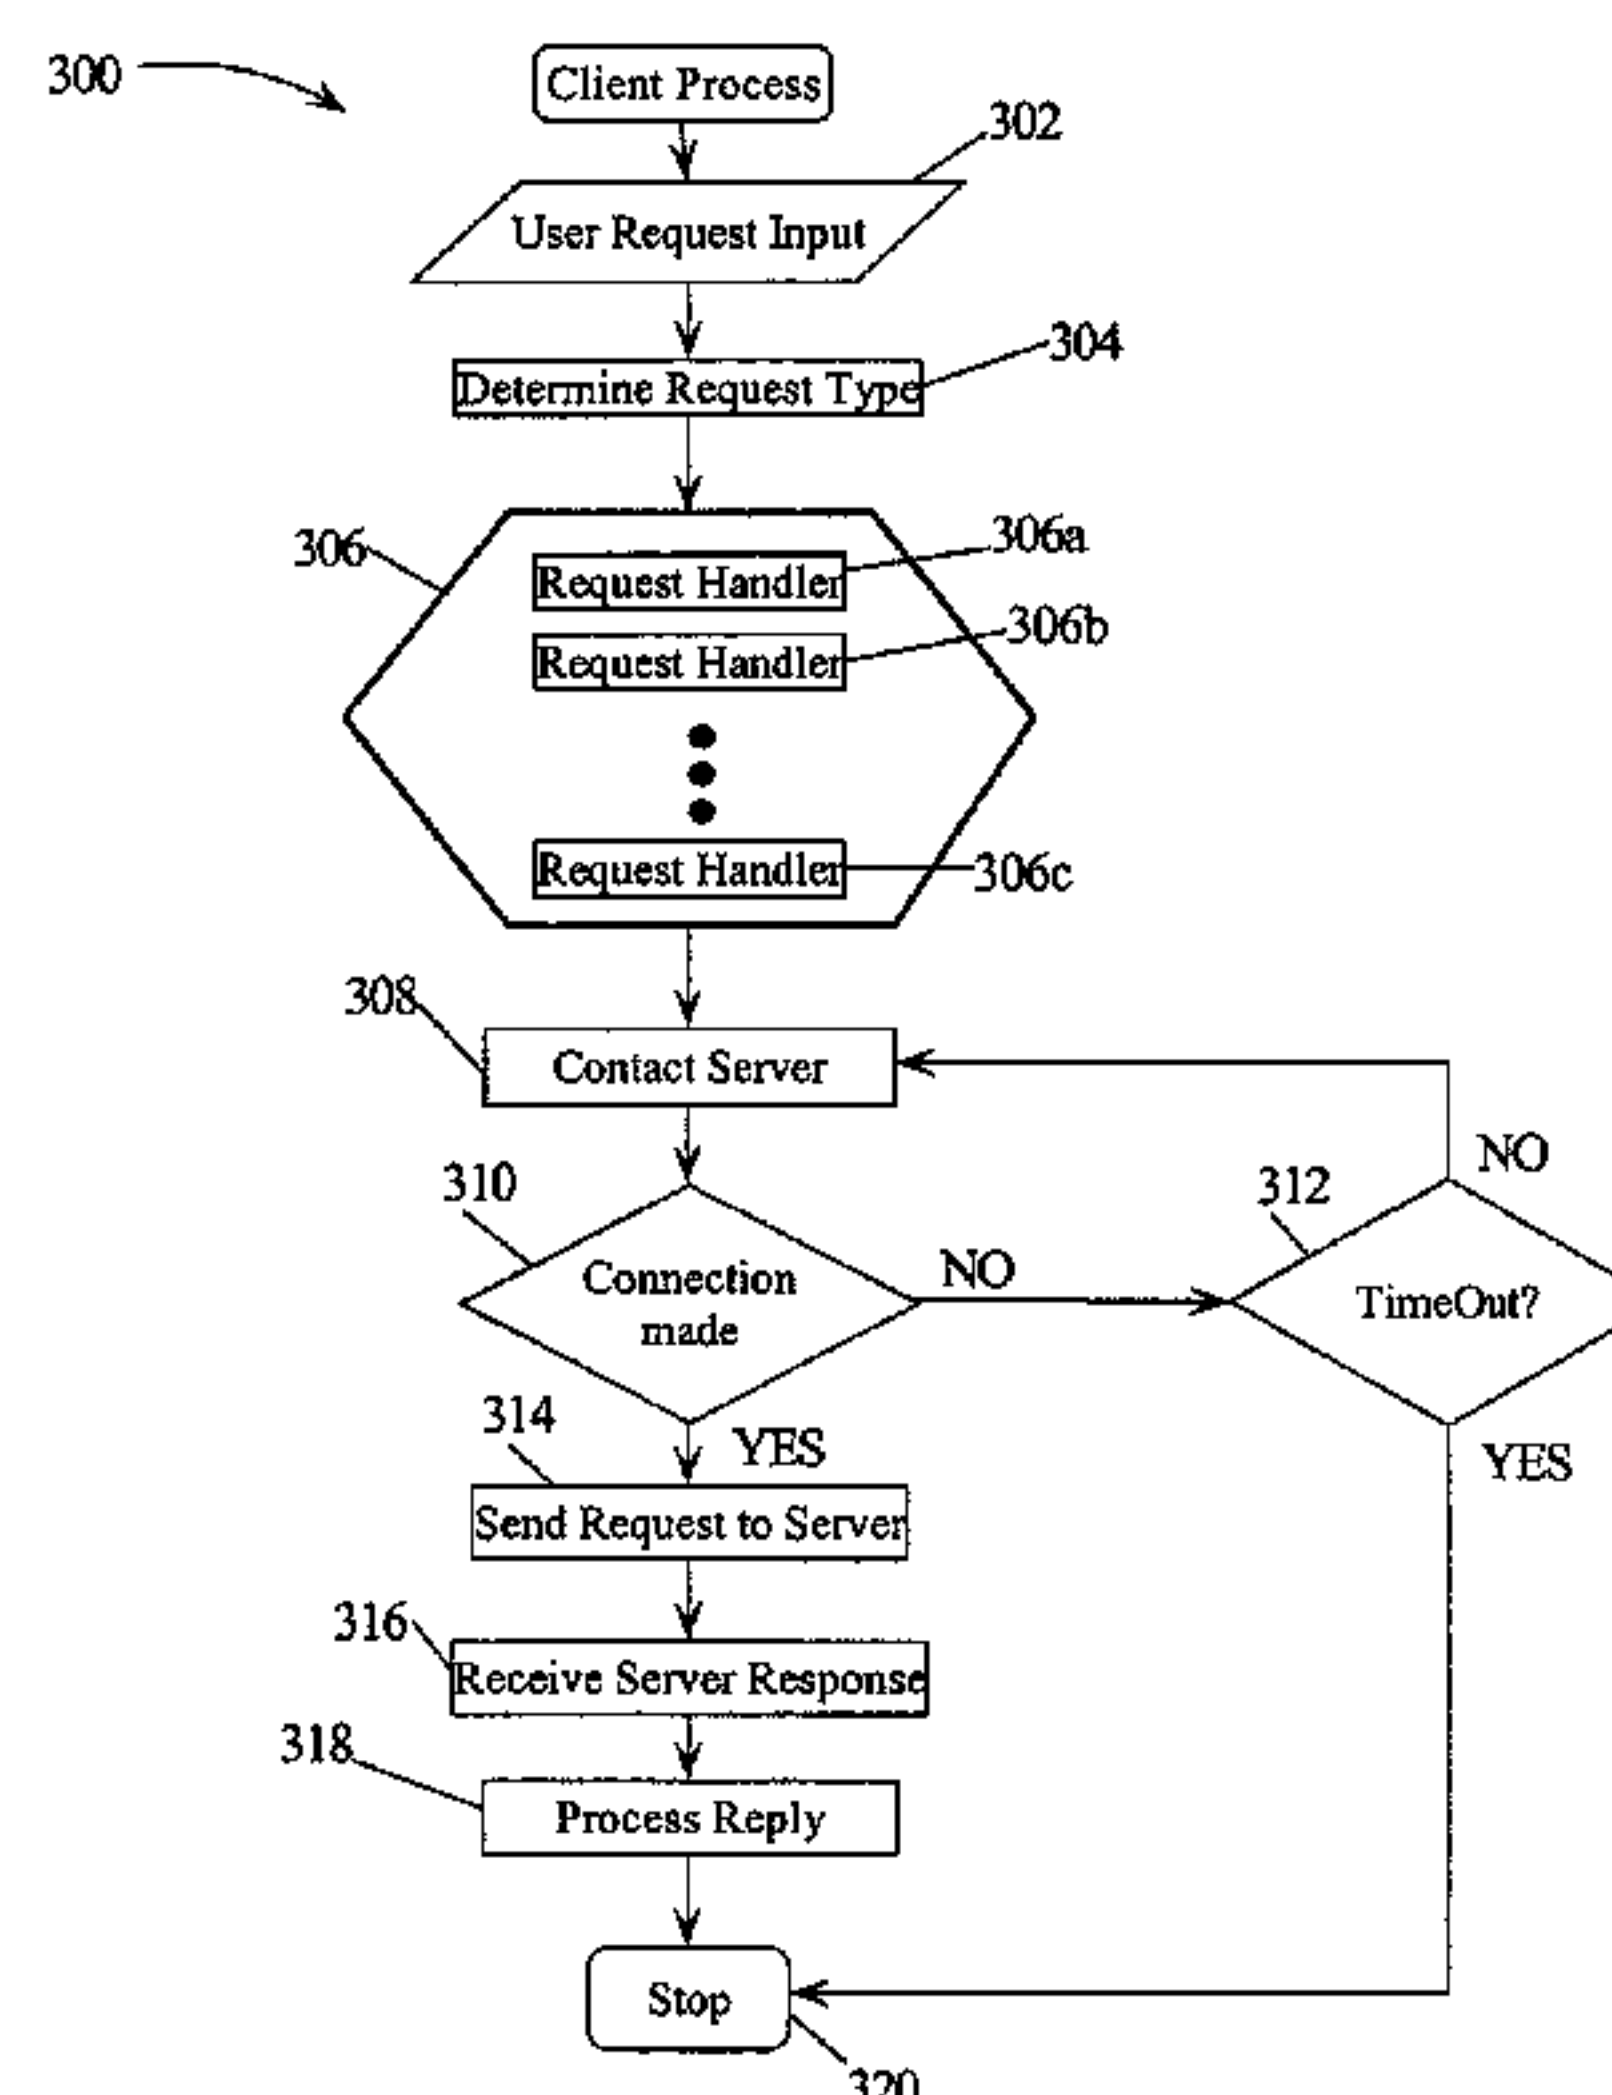 300
Client Process
302
User Request Input
304
Determine Request Type
306
306a
Request Handler
306b
Request Handler
Request Handler
306c
308
Contact Server
310
Connection
made
NO
312
TimeOut?
NO
YES
314
YES
Send Request to Server
316
Receive Server Response
318
Process Reply
Stop
320